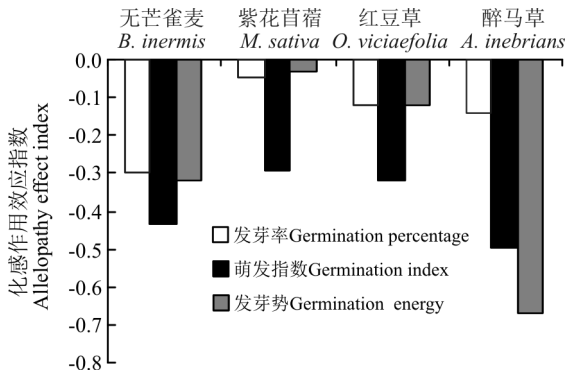 无芒雀麦 紫花苜蓿 红豆草 醉马草
B. inermis M. sativa O. viciaefolia A. inebrians
化感作用效应指数
Allelopathy effect index
0.0
-0.1
-0.2
-0.3
-0.4
-0.5
-0.6
-0.7
-0.8
发芽率Germination percentage
萌发指数Germination index
发芽势Germination energy